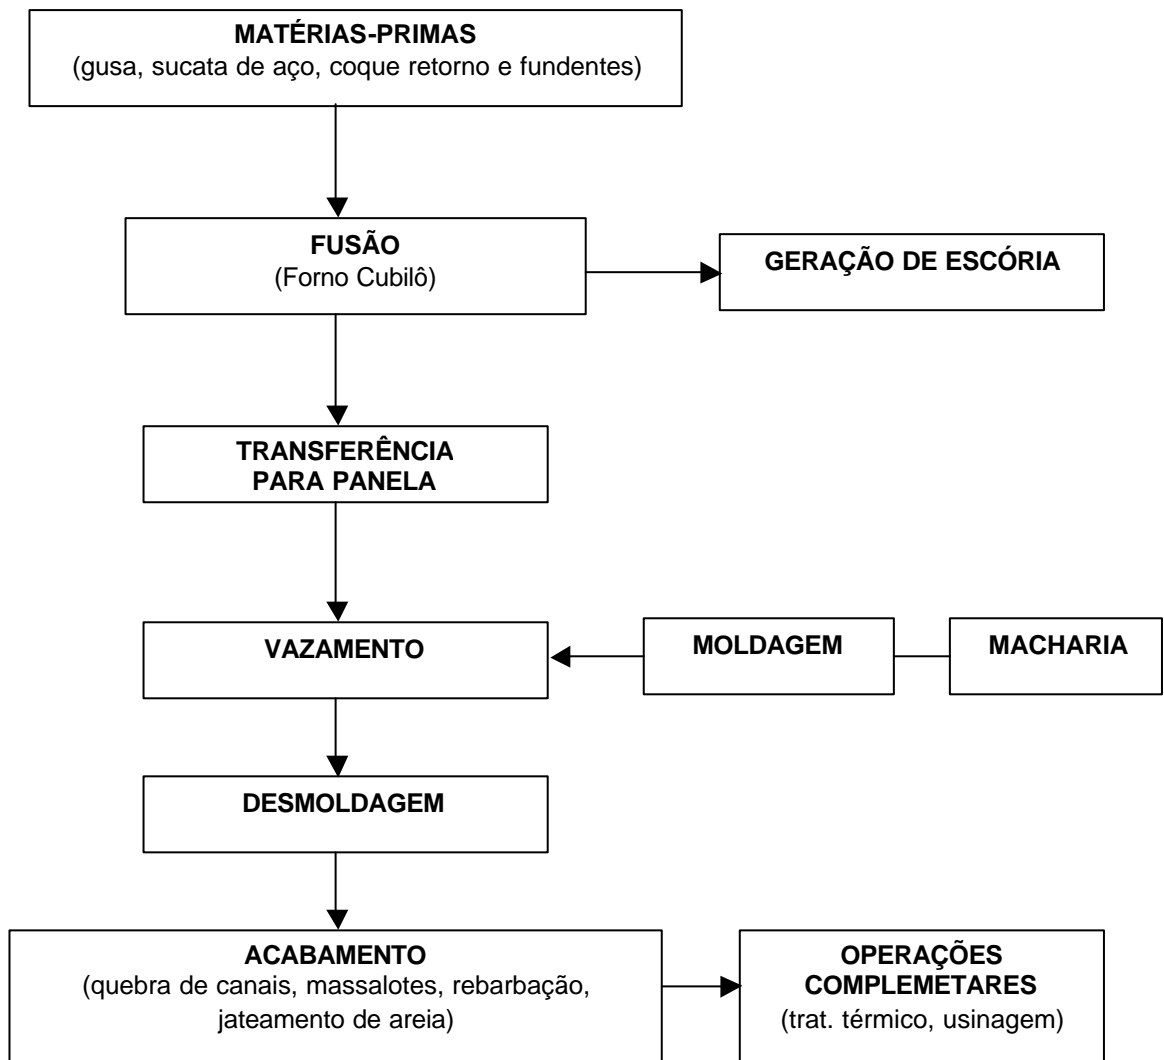 MATÉRIAS-PRIMAS
(gusa, sucata de aço, coque retorno e fundentes)
FUSÃO
(Forno Cubilô)
GERAÇÃO DE ESCÓRIA
TRANSFERÊNCIA
PARA PANELA
VAZAMENTO
MOLDAGEM
MACHARIA
DESMOLDAGEM
ACABAMENTO
(quebra de canais, massalotes, rebarbação,
jateamento de areia)
OPERAÇÕES
COMPLEMETARES
(trat. térmico, usinagem)